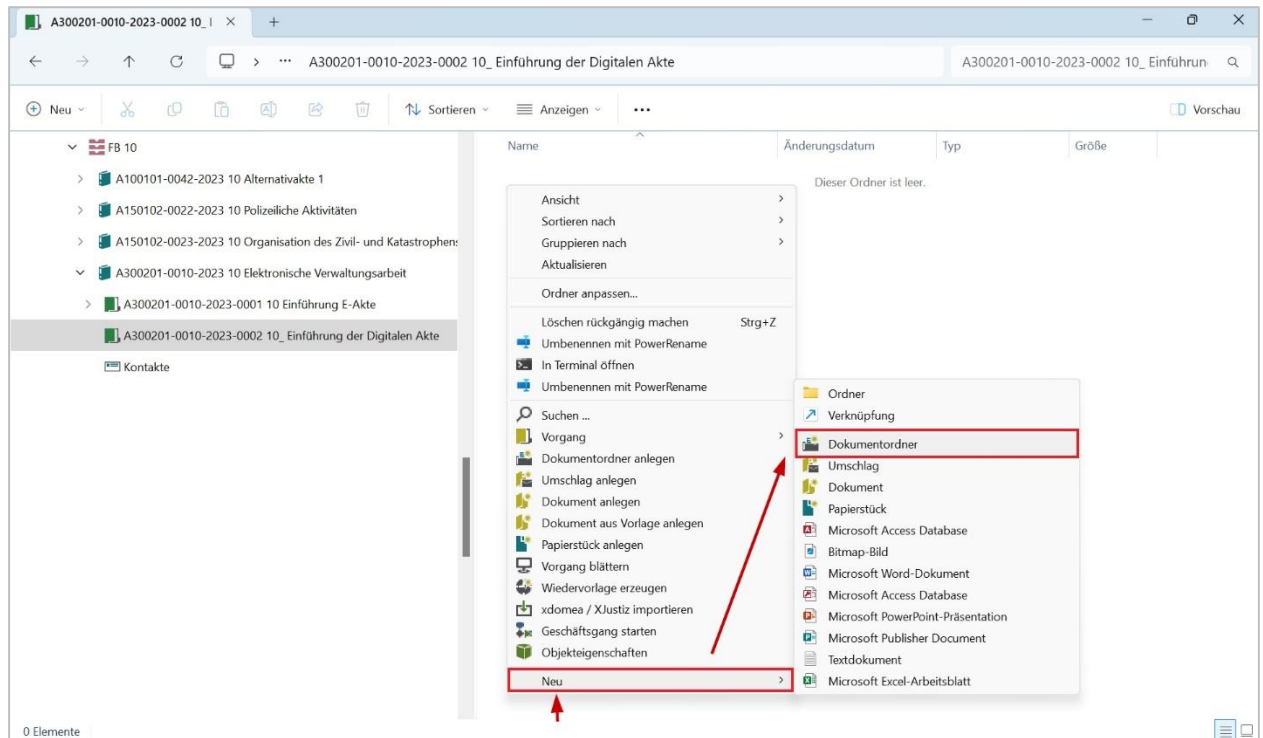 A300201-0010-2023-0002 10_ I
A300201-0010-2023-0002 10_ Einführung der Digitalen Akte
A300201-0010-2023-0002 10_ Einführun
Neu
Sortieren
Anzeigen
Vorschau
FB 10
A100101-0042-2023 10 Alternativakte 1
A150102-0022-2023 10 Polizeiliche Aktivitäten
A150102-0023-2023 10 Organisation des Zivil- und Katastrophens
A300201-0010-2023 10 Elektronische Verwaltungsarbeit
A300201-0010-2023-0001 10 Einführung E-Akte
A300201-0010-2023-0002 10_ Einführung der Digitalen Akte
Kontakte
Name Änderungsdatum Typ Größe
Dieser Ordner ist leer.
Ansicht
Sortieren nach
Gruppieren nach
Aktualisieren
Ordner anpassen...
Löschen rückgängig machen Strg+Z
Umbenennen mit PowerRename
In Terminal öffnen
Umbenennen mit PowerRename
Suchen ...
Vorgang
Dokumentordner anlegen
Umschlag anlegen
Dokument anlegen
Dokument aus Vorlage anlegen
Papierstück anlegen
Vorgang blättern
Wiedervorlage erzeugen
xdomea / XJustiz importieren
Geschäftsgang starten
Objekteigenschaften
Neu
Ordner
Verknüpfung
Dokumentordner
Umschlag
Dokument
Papierstück
Microsoft Access Database
Bitmap-Bild
Microsoft Word-Dokument
Microsoft Access Database
Microsoft PowerPoint-Präsentation
Microsoft Publisher Document
Textdokument
Microsoft Excel-Arbeitsblatt
0 Elemente